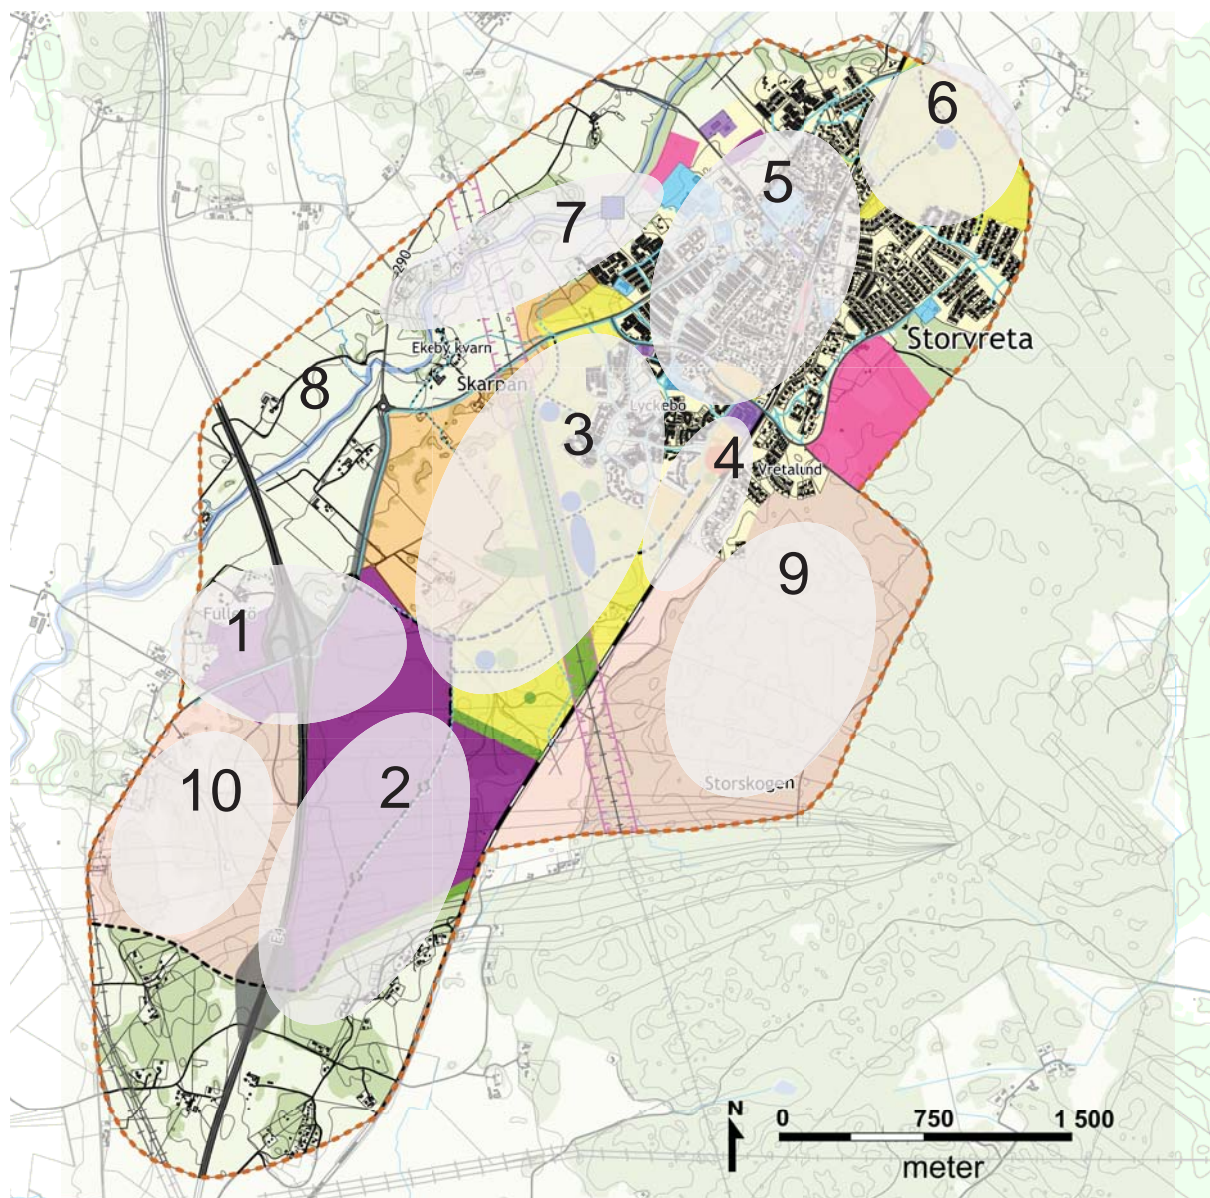 6
5
7
290
Storvreta
Ekeby kvarn
8
Skarpan
Lyckebo
3
4
Vretalund
9
Fullerö
1
Storskogen
10
2
E4
N
0 750 1 500
meter